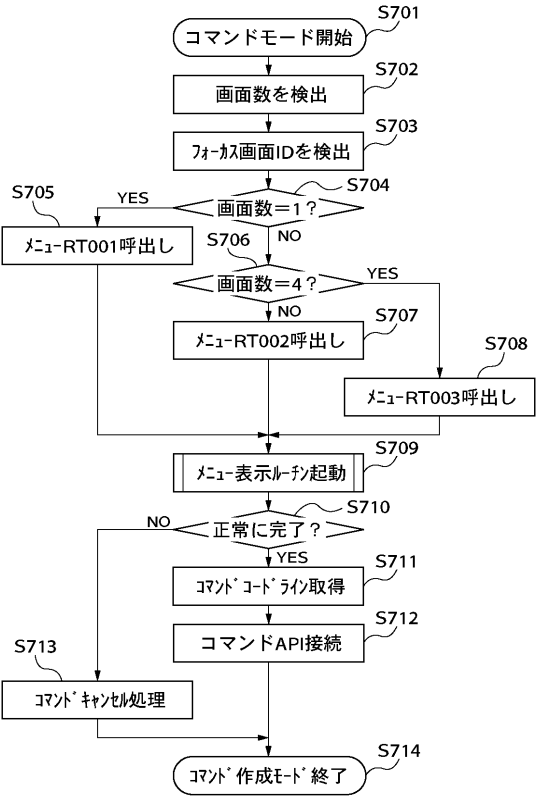 S701
コマンドモード開始
S702
画面数を検出
S703
ﾌｫｰｶｽ画面IDを検出
S704
画面数＝1？
YES
S705
ﾒﾆｭｰRT001呼出し
NO
S706
画面数＝4？
YES
NO
S707
ﾒﾆｭｰRT002呼出し
S708
ﾒﾆｭｰRT003呼出し
S709
メニュー表示ﾙｰﾁﾝ起動
S710
正常に完了？
NO
YES
S711
ｺﾏﾝﾄﾞｺｰﾄﾞﾗｲﾝ取得
S712
コマンドAPI接続
S713
ｺﾏﾝﾄﾞｷｬﾝｾﾙ処理
S714
ｺﾏﾝﾄﾞ作成ﾓｰﾄﾞ終了